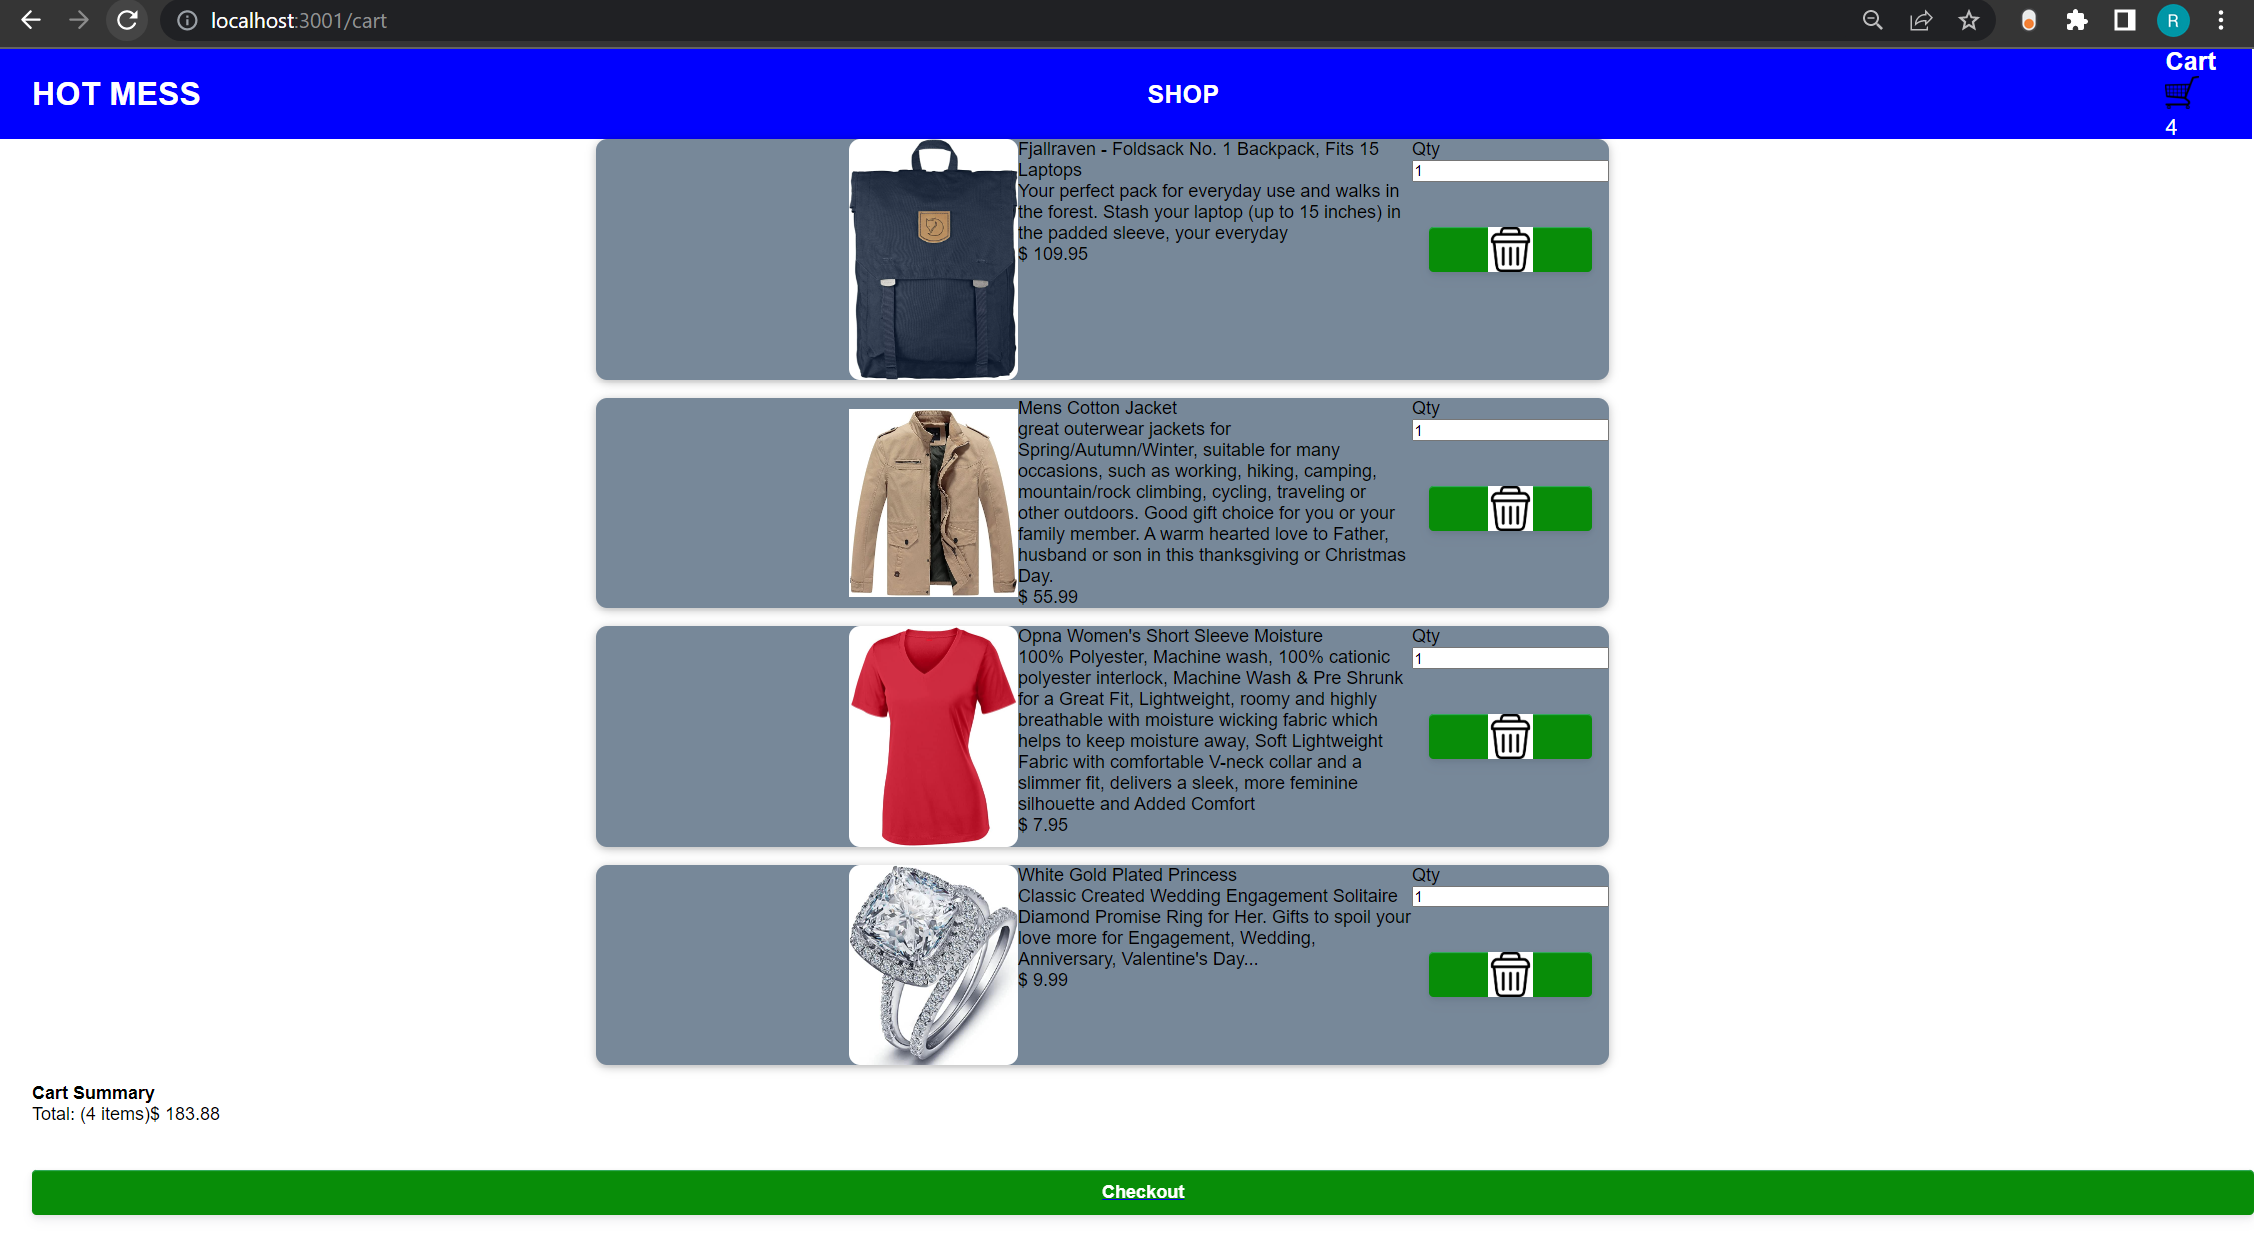 localhost:3001/cart
R
HOT MESS
SHOP
Cart
4
Fjallraven - Foldsack No. 1 Backpack, Fits 15
Laptops
Your perfect pack for everyday use and walks in
the forest. Stash your laptop (up to 15 inches) in
the padded sleeve, your everyday
$ 109.95
Qty
1
Mens Cotton Jacket
great outerwear jackets for
Spring/Autumn/Winter, suitable for many
occasions, such as working, hiking, camping,
mountain/rock climbing, cycling, traveling or
other outdoors. Good gift choice for you or your
family member. A warm hearted love to Father,
husband or son in this thanksgiving or Christmas
Day.
$ 55.99
Qty
1
Opna Women's Short Sleeve Moisture
100% Polyester, Machine wash, 100% cationic
polyester interlock, Machine Wash & Pre Shrunk
for a Great Fit, Lightweight, roomy and highly
breathable with moisture wicking fabric which
helps to keep moisture away, Soft Lightweight
Fabric with comfortable V-neck collar and a
slimmer fit, delivers a sleek, more feminine
silhouette and Added Comfort
$ 7.95
Qty
1
White Gold Plated Princess
Classic Created Wedding Engagement Solitaire
Diamond Promise Ring for Her. Gifts to spoil your
love more for Engagement, Wedding,
Anniversary, Valentine's Day...
$ 9.99
Qty
1
Cart Summary
Total: (4 items)$ 183.88
Checkout